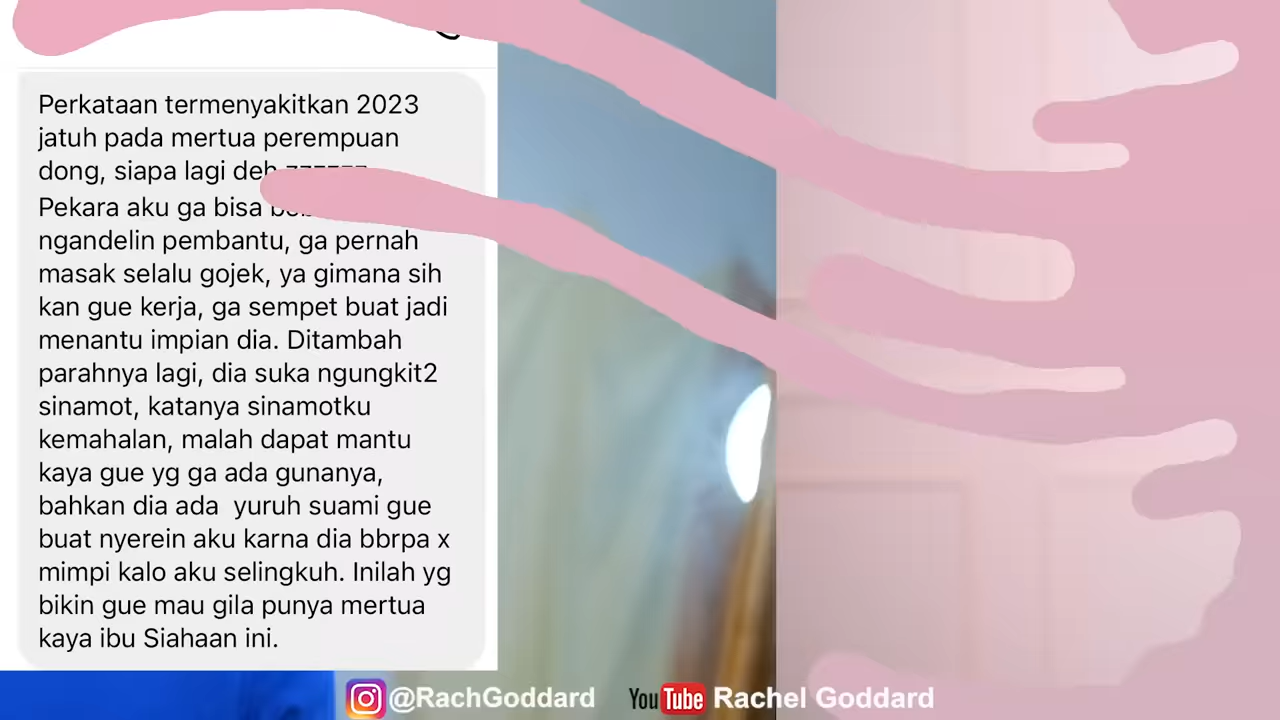 Perkataan termenyakitkan 2023
jatuh pada mertua perempuan
dong, siapa lagi deh
Pekara aku ga bisa
ngandelin pembantu, ga pernah
masak selalu gojek, ya gimana sih
kan gue kerja, ga sempet buat jadi
menantu impian dia. Ditambah
parahnya lagi, dia suka ngungkit2
sinamot, katanya sinamotku
kemahalan, malah dapat mantu
kaya gue yg ga ada gunanya,
bahkan dia ada yuruh suami gue
buat nyerein aku karna dia bbrpa x
mimpi kalo aku selingkuh. Inilah yg
bikin gue mau gila punya mertua
kaya ibu Siahaan ini.
@RachGoddard YouTube Rachel Goddard